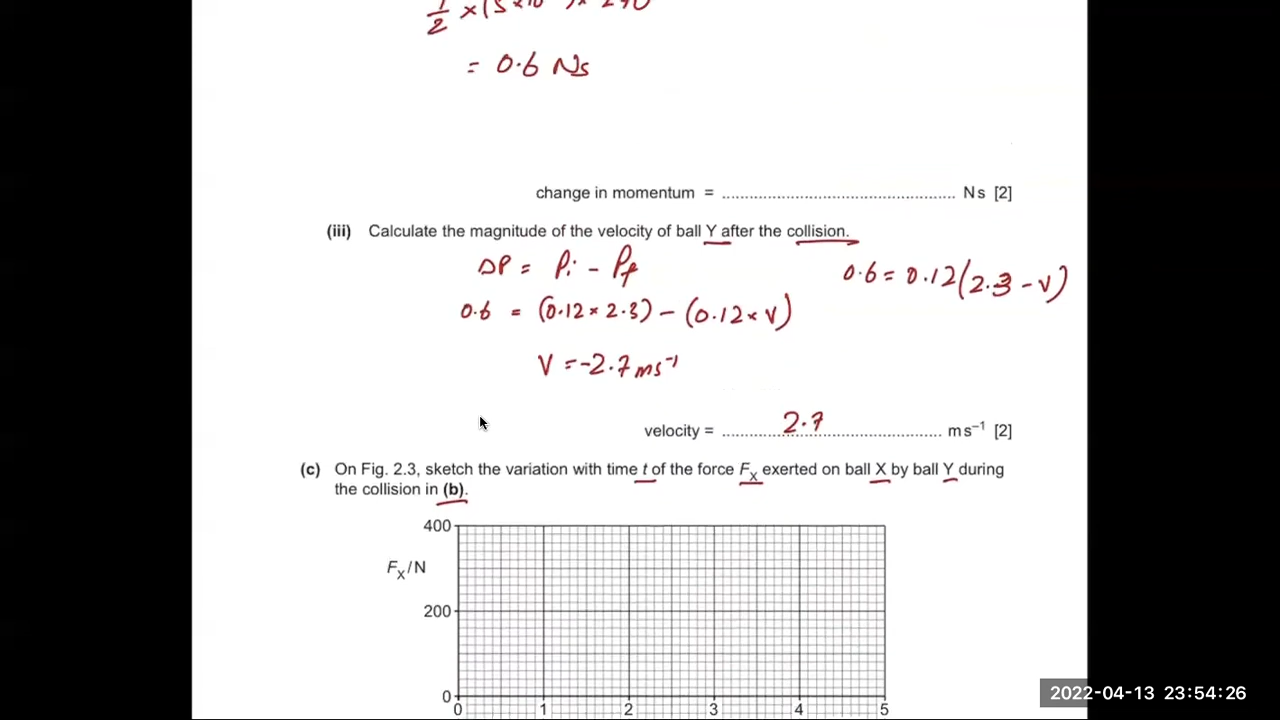 1/2 × (5×10
= 0.6 Ns
change in momentum = .................................................... Ns [2]
(iii) Calculate the magnitude of the velocity of ball Y after the collision.
ΔP = Pi - Pf
0.6 = 0.12(2.3 - V)
0.6 = (0.12 × 2.3) - (0.12 × V)
V = -2.7 ms⁻¹
velocity = ............ 2.7 ............ ms⁻¹ [2]
(c) On Fig. 2.3, sketch the variation with time t of the force Fₓ exerted on ball X by ball Y during
the collision in (b).
400
Fₓ/N
200
0
0 1 2 3 4 5
2022-04-13 23:54:26